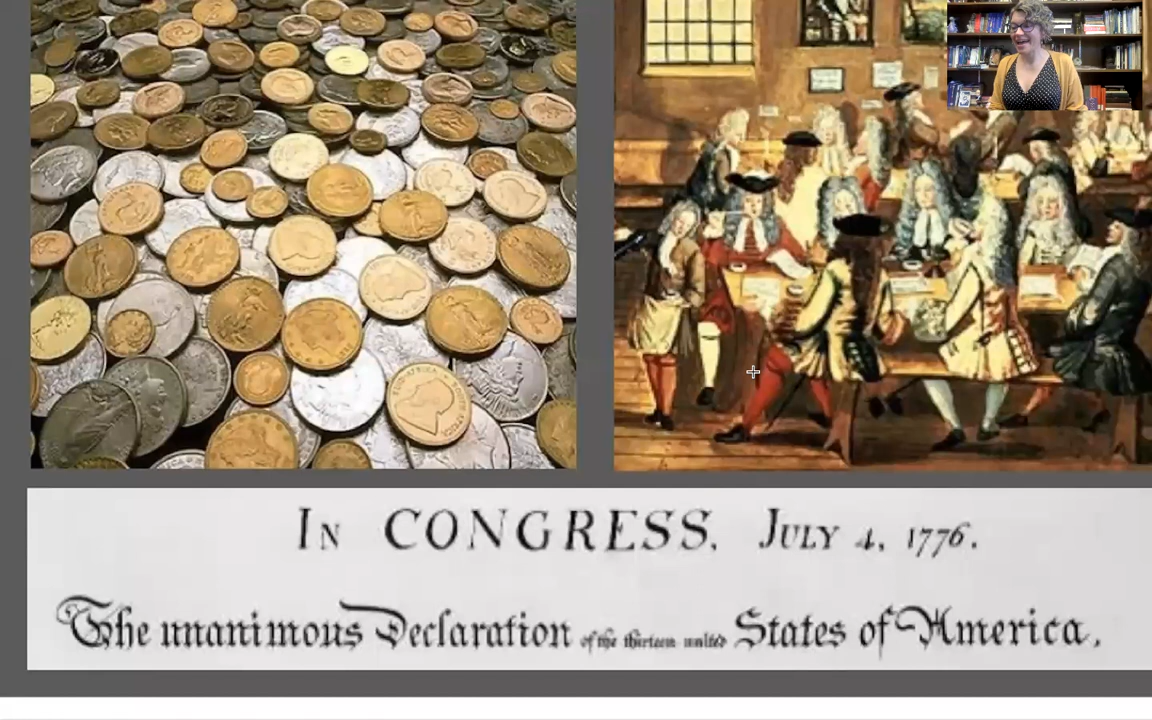 In CONGRESS, July 4, 1776.
The unanimous Declaration of the thirteen united States of America,